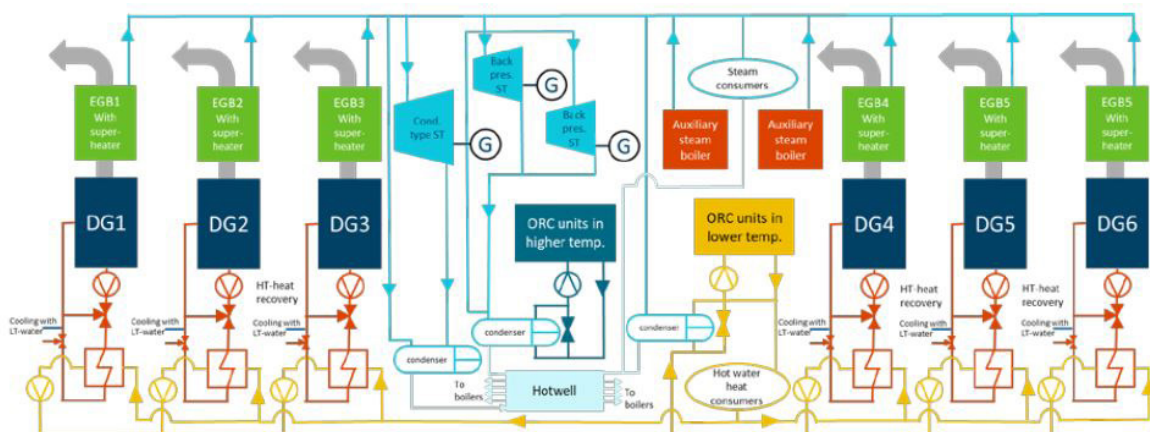 EGB1
With
super-
heater
EGB2
With
super-
heater
EGB3
With
super-
heater
Cond.
type ST
Back
pres.
ST
Back
pres.
ST
G
G
G
Steam
consumers
Auxiliary
steam
boiler
Auxiliary
steam
boiler
EGB4
With
super-
heater
EGB5
With
super-
heater
EGB5
With
super-
heater
DG1
DG2
DG3
ORC units in
higher temp.
ORC units in
lower temp.
DG4
DG5
DG6
HT-heat
recovery
HT-heat
recovery
Cooling with
LT-water
Cooling with
LT-water
Cooling with
LT-water
condenser
condenser
condenser
Cooling with
LT-water
Cooling with
LT-water
Cooling with
LT-water
To
boilers
Hotwell
To
boilers
Hot water
heat
consumers